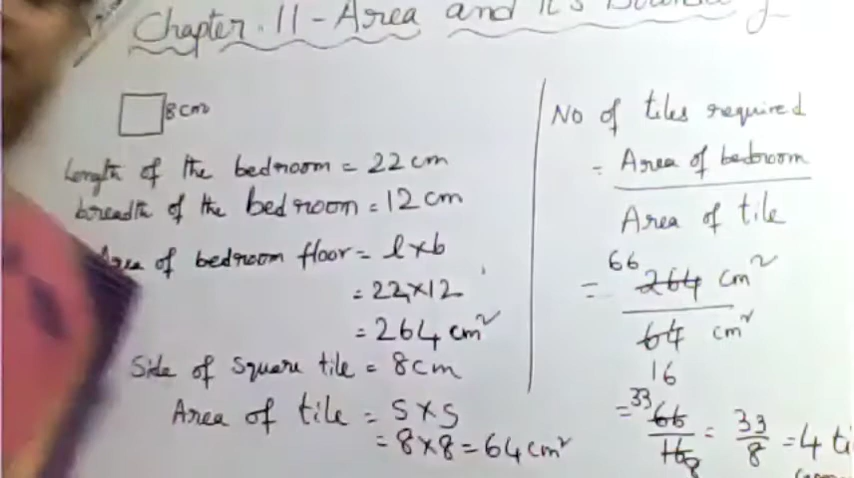 Chapter. 11 - Area and It's
8cm
Length of the bedroom = 22 cm
breadth of the bedroom = 12 cm
Area of bedroom floor = l x b
= 22 x 12
= 264 cm²
Side of Square tile = 8cm
Area of tile = S x S
= 8 x 8 = 64 cm²
No of tiles required
= Area of bedroom
Area of tile
66
= 264 cm²
64 cm²
16
= 33 66 = 33 = 4
16 8 8